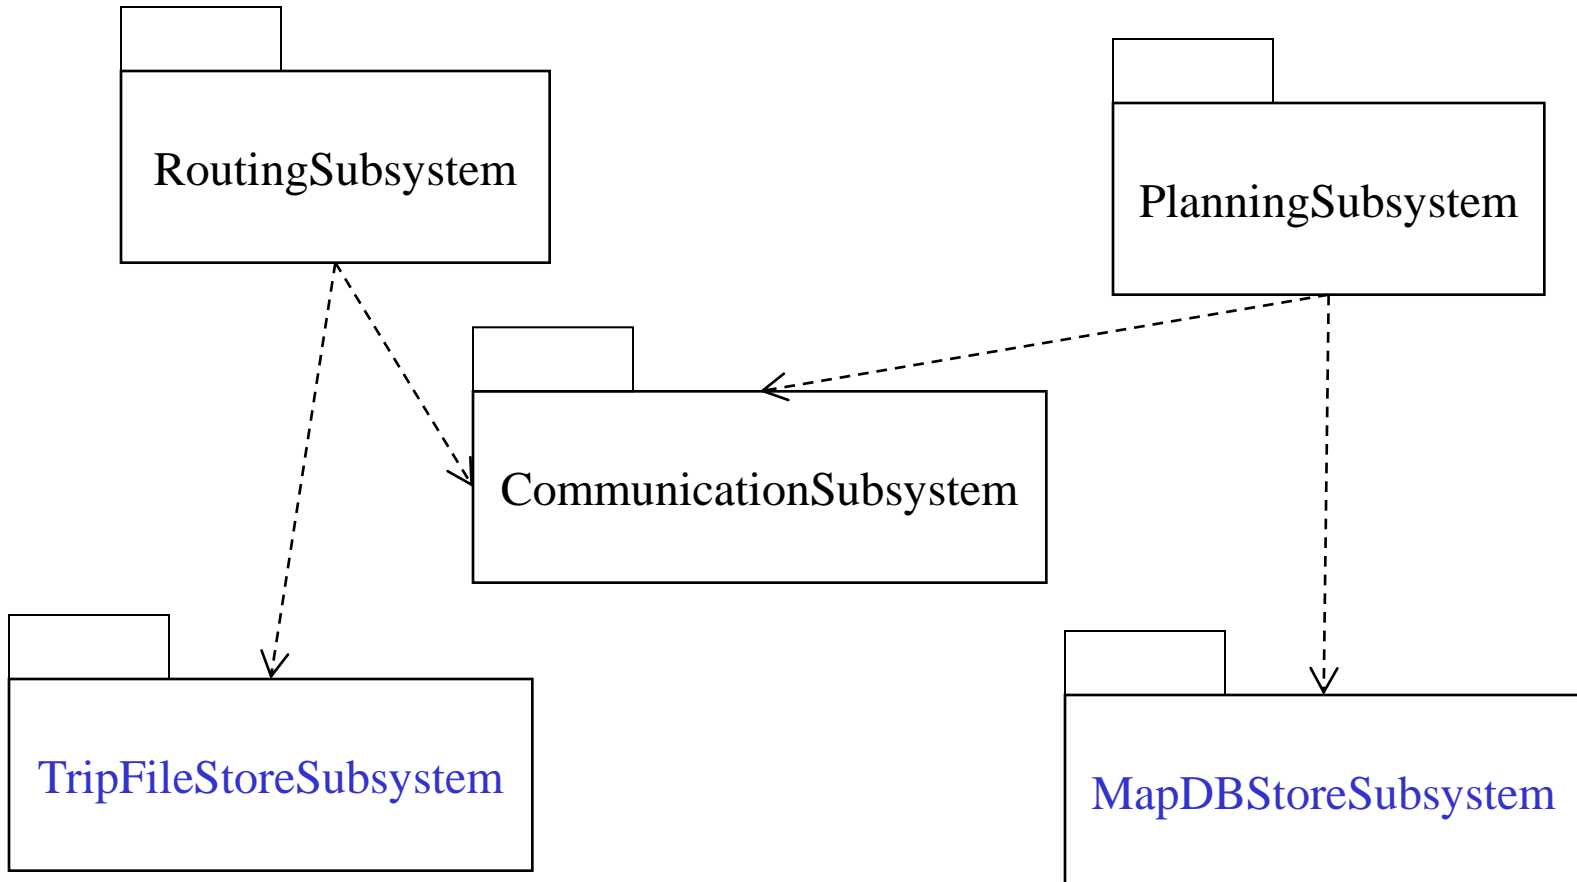 RoutingSubsystem
PlanningSubsystem
CommunicationSubsystem
TripFileStoreSubsystem
MapDBStoreSubsystem